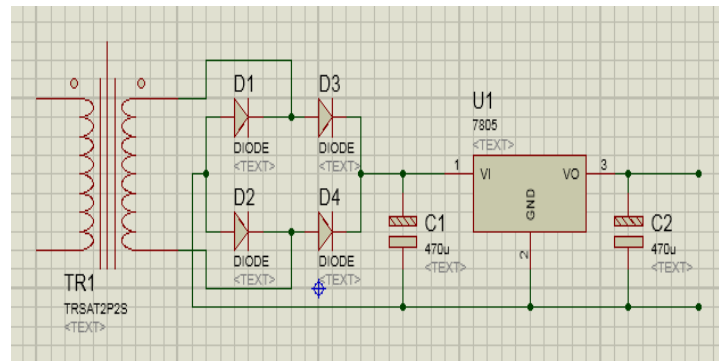 D1
D3
DIODE
<TEXT>
DIODE
<TEXT>
D2
D4
DIODE
<TEXT>
DIODE
<TEXT>
TR1
TRSAT2P2S
<TEXT>
C1
470u
<TEXT>
U1
7805
<TEXT>
1
VI
VO
3
GND
2
C2
470u
<TEXT>